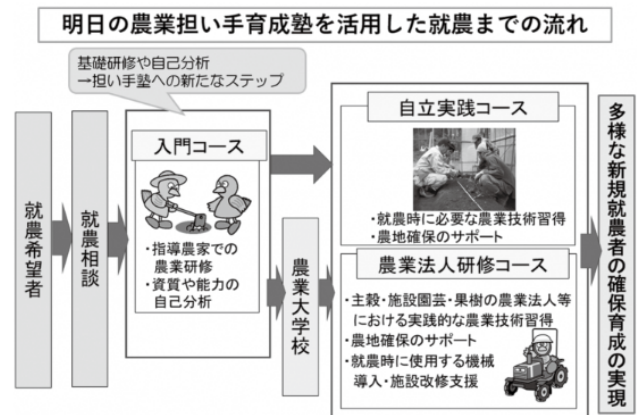 明日の農業担い手育成塾を活用した就農までの流れ
基礎研修や自己分析
→担い手塾への新たなステップ
就農希望者
就農相談
入門コース
・指導農家での
農業研修
・資質や能力の
自己分析
農業大学校
自立実践コース
・就農時に必要な農業技術習得
・農地確保のサポート
農業法人研修コース
・主穀・施設園芸・果樹の農業法人等
における実践的な農業技術習得
・農地確保のサポート
・就農時に使用する機械
導入・施設改修支援
多様な新規就農者の確保育成の実現